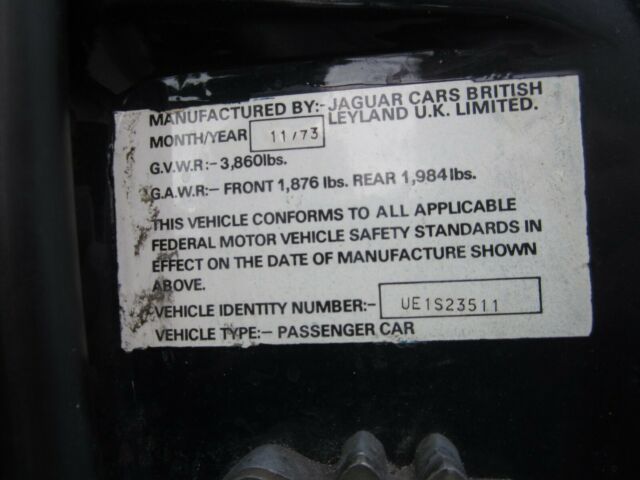 MANUFACTURED BY:- JAGUAR CARS BRITISH
LEYLAND U.K. LIMITED.
MONTH/YEAR 11/73
G.V.W.R:- 3,860lbs.
G.A.W.R:- FRONT 1,876 lbs. REAR 1,984 lbs.
THIS VEHICLE CONFORMS TO ALL APPLICABLE
FEDERAL MOTOR VEHICLE SAFETY STANDARDS IN
EFFECT ON THE DATE OF MANUFACTURE SHOWN
ABOVE.
VEHICLE IDENTITY NUMBER:- UE1S23511
VEHICLE TYPE:- PASSENGER CAR